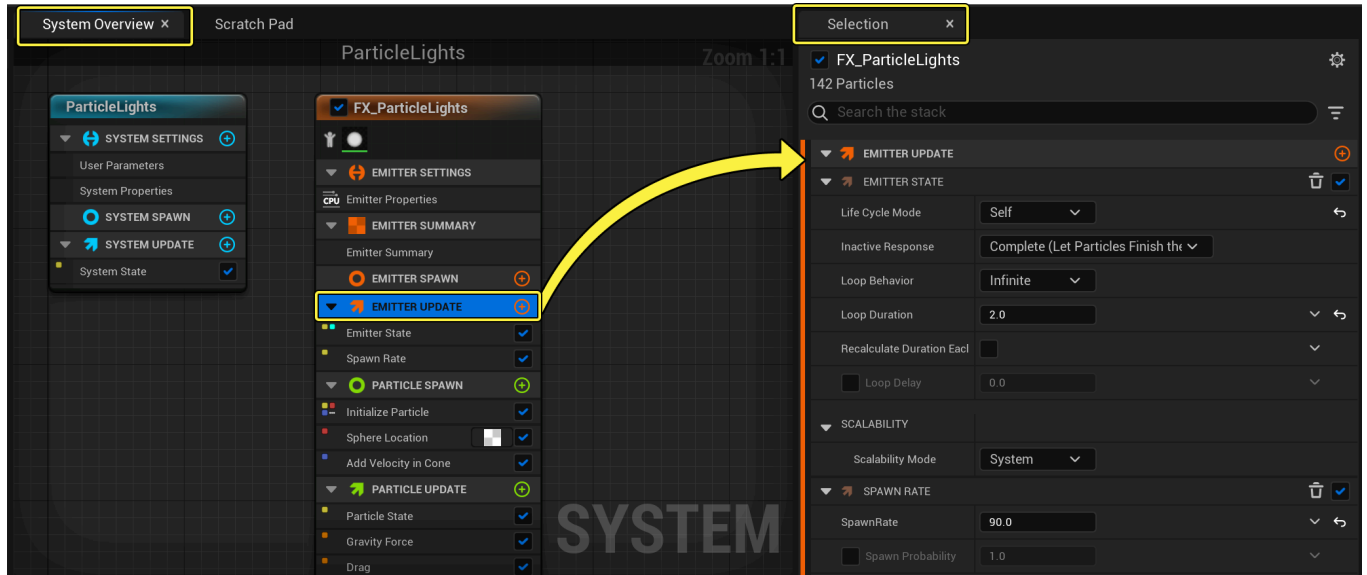 System Overview ×
Scratch Pad
Selection ×
ParticleLights
Zoom 1:1
ParticleLights
SYSTEM SETTINGS
User Parameters
System Properties
SYSTEM SPAWN
SYSTEM UPDATE
System State
FX_ParticleLights
EMITTER SETTINGS
CPU Emitter Properties
EMITTER SUMMARY
Emitter Summary
EMITTER SPAWN
EMITTER UPDATE
Emitter State
Spawn Rate
PARTICLE SPAWN
Initialize Particle
Sphere Location
Add Velocity in Cone
PARTICLE UPDATE
Particle State
Gravity Force
Drag
SYSTEM
FX_ParticleLights
142 Particles
Search the stack
EMITTER UPDATE
EMITTER STATE
Life Cycle Mode Self
Inactive Response Complete (Let Particles Finish the
Loop Behavior Infinite
Loop Duration 2.0
Recalculate Duration Eacl
Loop Delay 0.0
SCALABILITY
Scalability Mode System
SPAWN RATE
SpawnRate 90.0
Spawn Probability 1.0